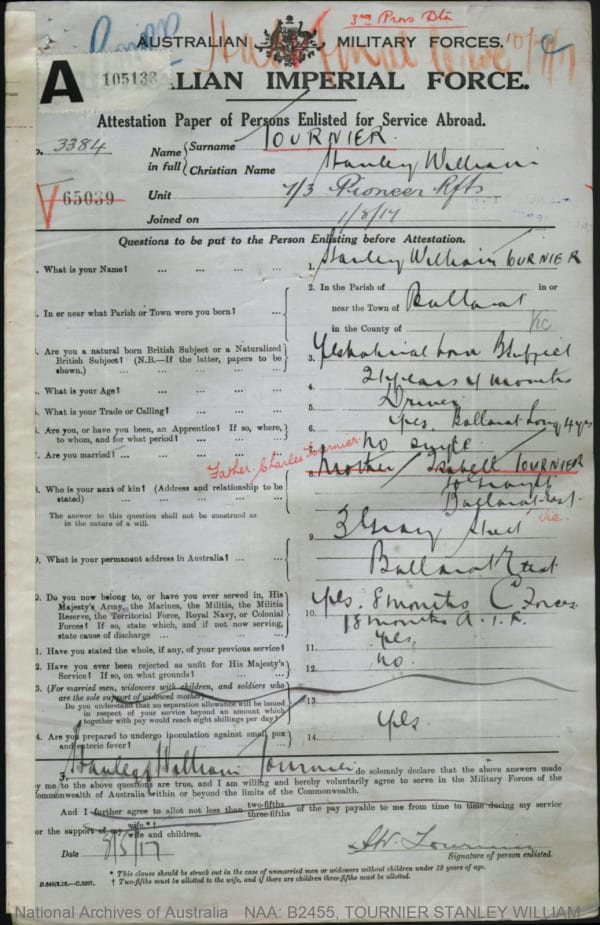 3rd Pros Btn
AUSTRALIAN MILITARY FORCES.
A
105133
LIAN IMPERIAL FORCE.
Attestation Paper of Persons Enlisted for Service Abroad.
o. 3384
Name in full { Surname TOURNIER.
Christian Name Stanley William
65039
Unit 7/3 Pioneer Rfts
Joined on 1/8/17
Questions to be put to the Person Enlisting before Attestation.
. What is your Name? ... ... ... ... 1. Stanley William TOURNIER
. In or near what Parish or Town were you born? ... 2. In the Parish of in or
near the Town of Ballarat
in the County of Vic
. Are you a natural born British Subject or a Naturalized British Subject? (N.B.—If the latter, papers to be shown.) ... ... 3. Yes natural born B Subject
. What is your Age? ... ... ... 4. 21 years 4 months
. What is your Trade or Calling? ... ... ... 5. Driver
. Are you, or have you been, an Apprentice? If so, where, to whom, and for what period? ... ... ... 6. yes, Ballarat 4 yrs
. Are you married? ... ... ... ... 7. no single
Father. Charles Tournier.
. Who is your next of kin? (Address and relationship to be stated) ... ... ... ... 8. Mother Isabell TOURNIER
Ballarat East.
Vic.
The answer to this question shall not be construed as in the nature of a will.
. What is your permanent address in Australia? ... ... 9. 3 Gray Street
Ballarat East
. Do you now belong to, or have you ever served in, His Majesty's Army, the Marines, the Militia, the Militia Reserve, the Territorial Force, Royal Navy, or Colonial Forces? If so, state which, and if not now serving, state cause of discharge ... ... 10. Yes. 8 months C Forces
18 months A.I.F.
1. Have you stated the whole, if any, of your previous service? 11. yes
2. Have you ever been rejected as unfit for His Majesty's Service? If so, on what grounds? ... ... 12. no.
3. (For married men, widowers with children, and soldiers who are the sole support of widowed mother)
Do you understand that no separation allowance will be issued in respect of your service beyond an amount which together with pay would reach eight shillings per day? 13.
4. Are you prepared to undergo inoculation against small pox and enteric fever? ... ... ... 14. yes.
I, Stanley William Tournier do solemnly declare that the above answers made
y me to the above questions are true, and I am willing and hereby voluntarily agree to serve in the Military Forces of the
ommonwealth of Australia within or beyond the limits of the Commonwealth.
And I further agree to allot not less than two-fifths three-fifths of the pay payable to me from time to time during my service
or the support of my wife * † wife and children.
Date 8/5/17
S W. Tournier
Signature of person enlisted.
* This clause should be struck out in the case of unmarried men or widowers without children under 18 years of age.
† Two-fifths must be allotted to the wife, and if there are children three-fifths must be allotted.
National Archives of Australia NAA: B2455, TOURNIER STANLEY WILLIAM